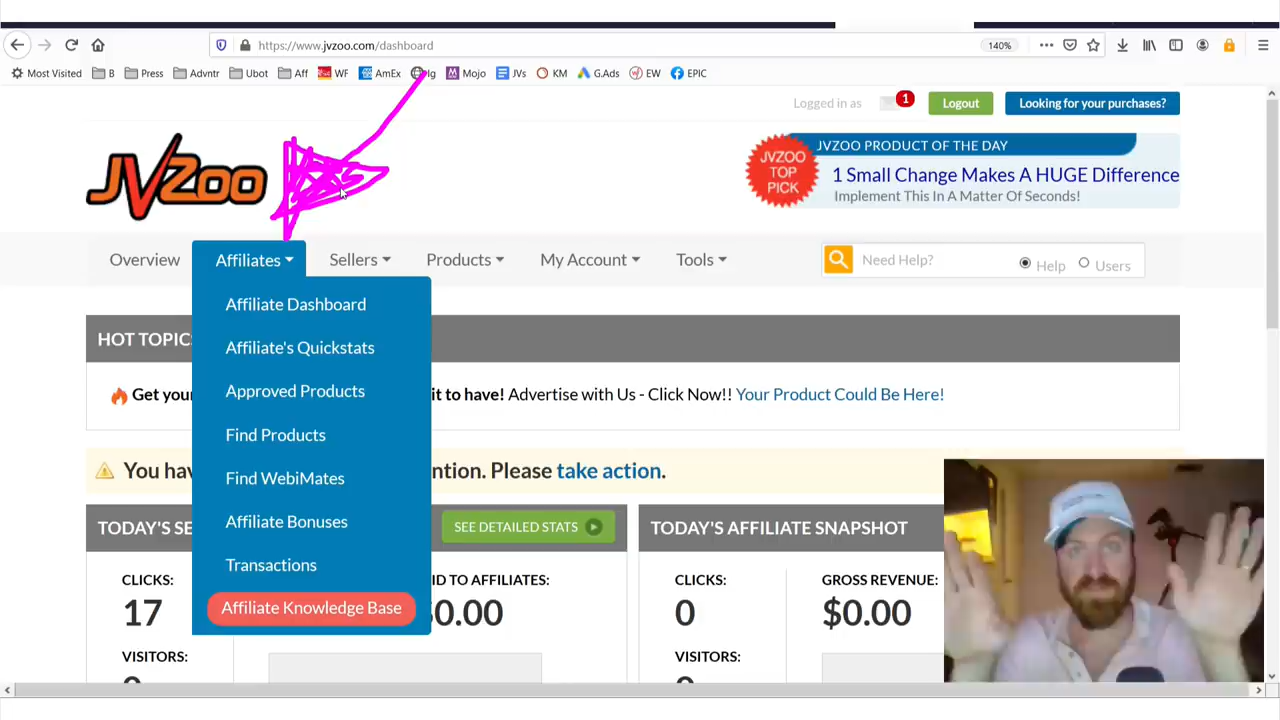 https://www.jvzoo.com/dashboard
140%
Most Visited B Press Advntr Ubot Aff WF AmEx Ig Mojo JVs KM G.Ads EW EPIC
Logged in as 1 Logout Looking for your purchases?
JVZoo
JVZOO TOP PICK
JVZOO PRODUCT OF THE DAY
1 Small Change Makes A HUGE Difference
Implement This In A Matter Of Seconds!
Overview Affiliates Sellers Products My Account Tools Need Help? Help Users
Affiliate Dashboard
Affiliate's Quickstats
Approved Products
Find Products
Find WebiMates
Affiliate Bonuses
Transactions
Affiliate Knowledge Base
HOT TOPICS
Get your it to have! Advertise with Us - Click Now!! Your Product Could Be Here!
You have ntion. Please take action.
TODAY'S SE SEE DETAILED STATS
CLICKS: ID TO AFFILIATES:
17 $0.00
VISITORS:
TODAY'S AFFILIATE SNAPSHOT
CLICKS: GROSS REVENUE:
0 $0.00
VISITORS: